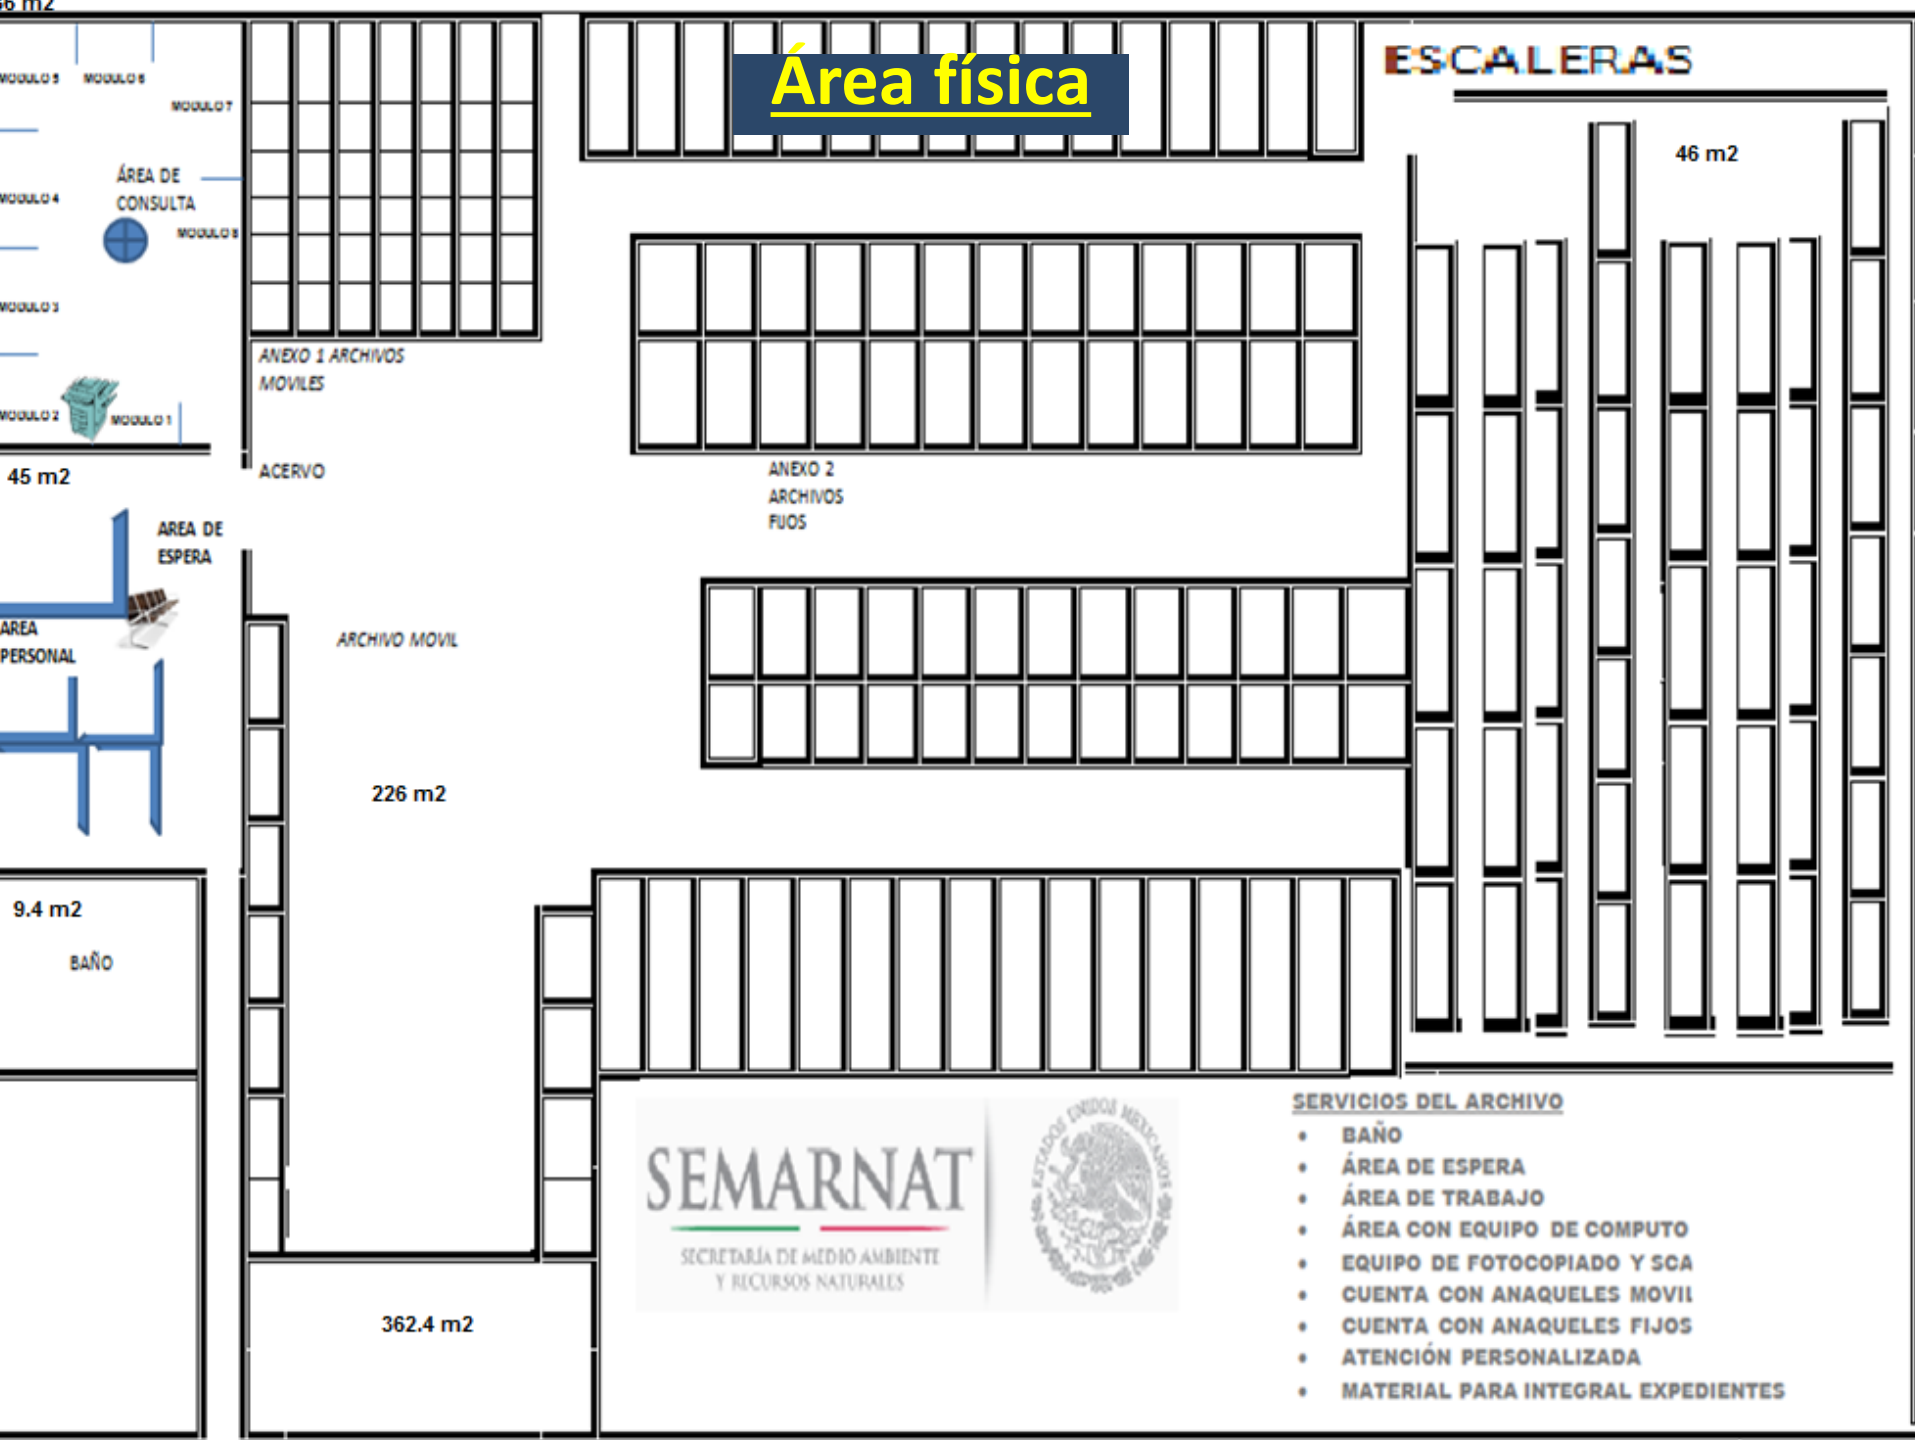 Área física
ESCALERAS
46 m2
MODULO 5
MODULO 6
MODULO 7
ÁREA DE
CONSULTA
MODULO 4
MODULO 8
MODULO 3
MODULO 2
MODULO 1
ANEXO 1 ARCHIVOS
MOVILES
45 m2
ACERVO
ANEXO 2
ARCHIVOS
FIJOS
AREA DE
ESPERA
AREA
PERSONAL
ARCHIVO MOVIL
226 m2
9.4 m2
BAÑO
362.4 m2
SEMARNAT
SECRETARÍA DE MEDIO AMBIENTE
Y RECURSOS NATURALES
ESTADOS UNIDOS MEXICANOS
SERVICIOS DEL ARCHIVO
• BAÑO
• ÁREA DE ESPERA
• ÁREA DE TRABAJO
• ÁREA CON EQUIPO DE COMPUTO
• EQUIPO DE FOTOCOPIADO Y SCA
• CUENTA CON ANAQUELES MOVIL
• CUENTA CON ANAQUELES FIJOS
• ATENCIÓN PERSONALIZADA
• MATERIAL PARA INTEGRAL EXPEDIENTES